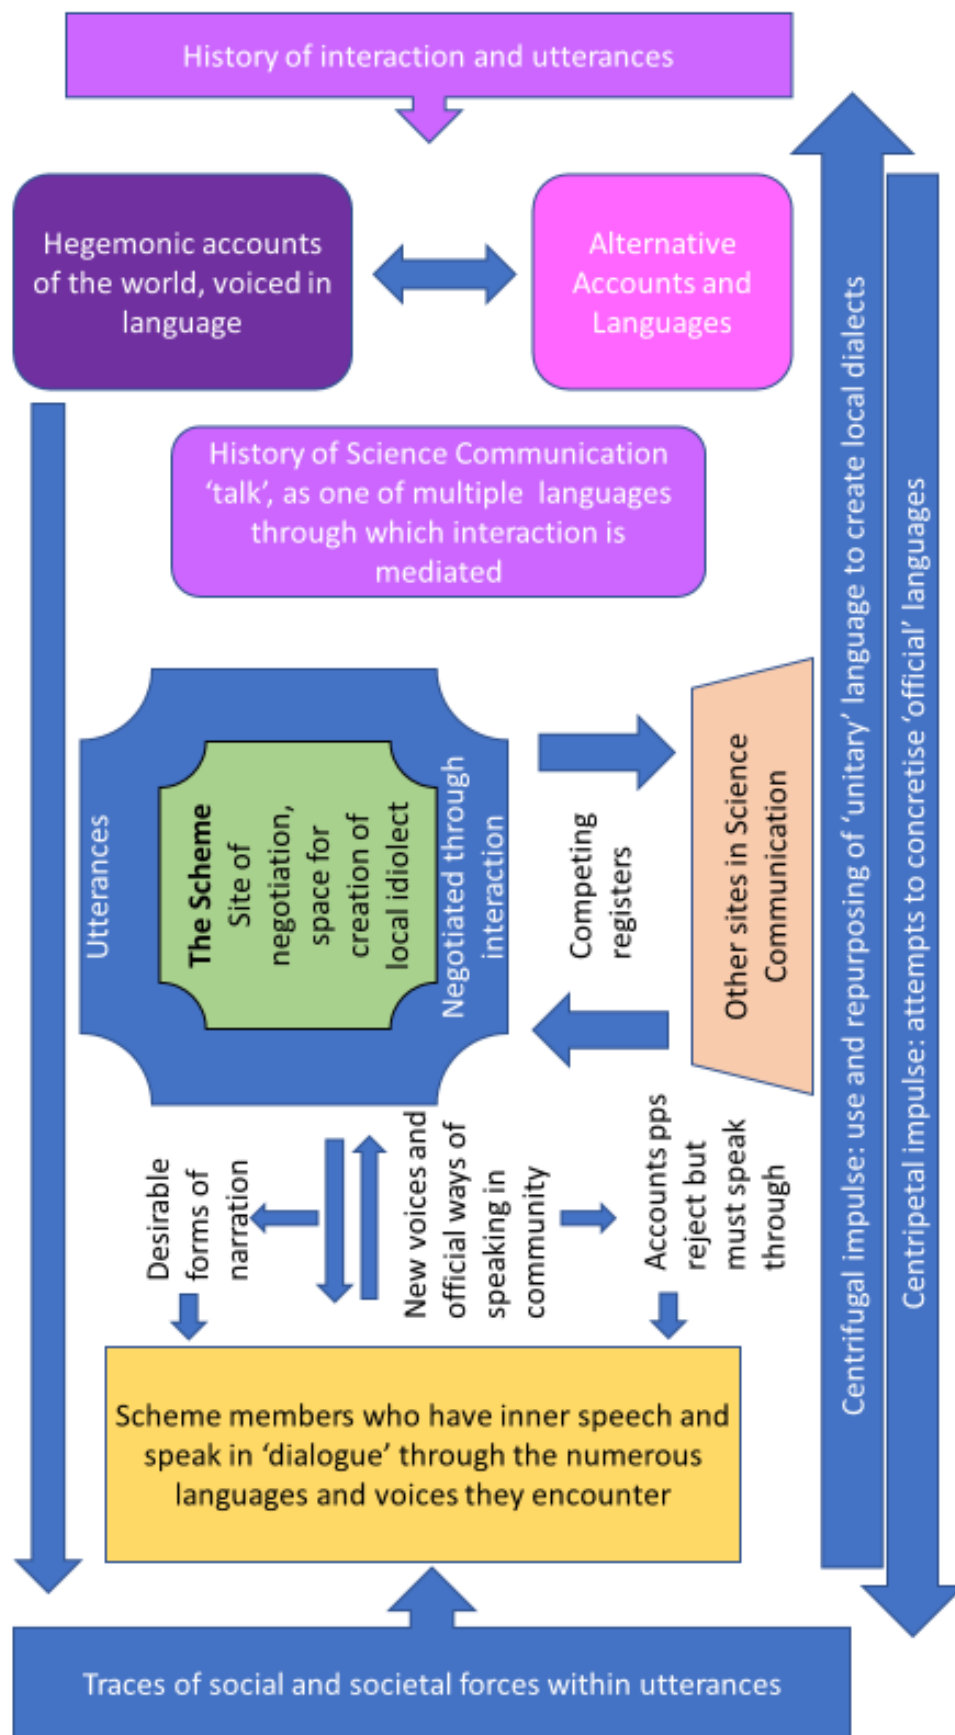 History of interaction and utterances
Hegemonic accounts
of the world, voiced in
language
Alternative
Accounts and
Languages
History of Science Communication
‘talk’, as one of multiple languages
through which interaction is
mediated
Utterances
The Scheme
Site of
negotiation,
space for
creation of
local idiolect
Negotiated through
interaction
Competing
registers
Other sites in Science
Communication
Desirable
forms of
narration
New voices and
official ways of
speaking in
community
Accounts pps
reject but
must speak
through
Scheme members who have inner speech and
speak in ‘dialogue’ through the numerous
languages and voices they encounter
Traces of social and societal forces within utterances
Centrifugal impulse: use and repurposing of ‘unitary’ language to create local dialects
Centripetal impulse: attempts to concretise ‘official’ languages